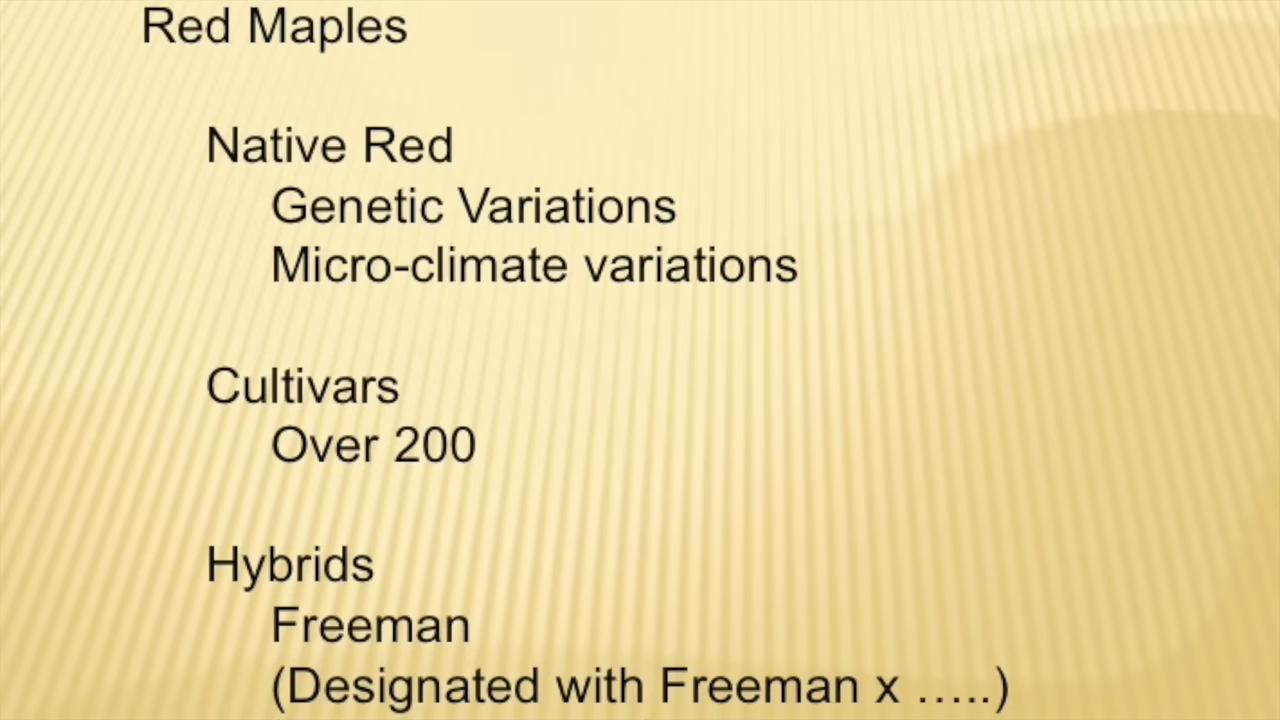 Red Maples
Native Red
Genetic Variations
Micro-climate variations
Cultivars
Over 200
Hybrids
Freeman
(Designated with Freeman x …..)